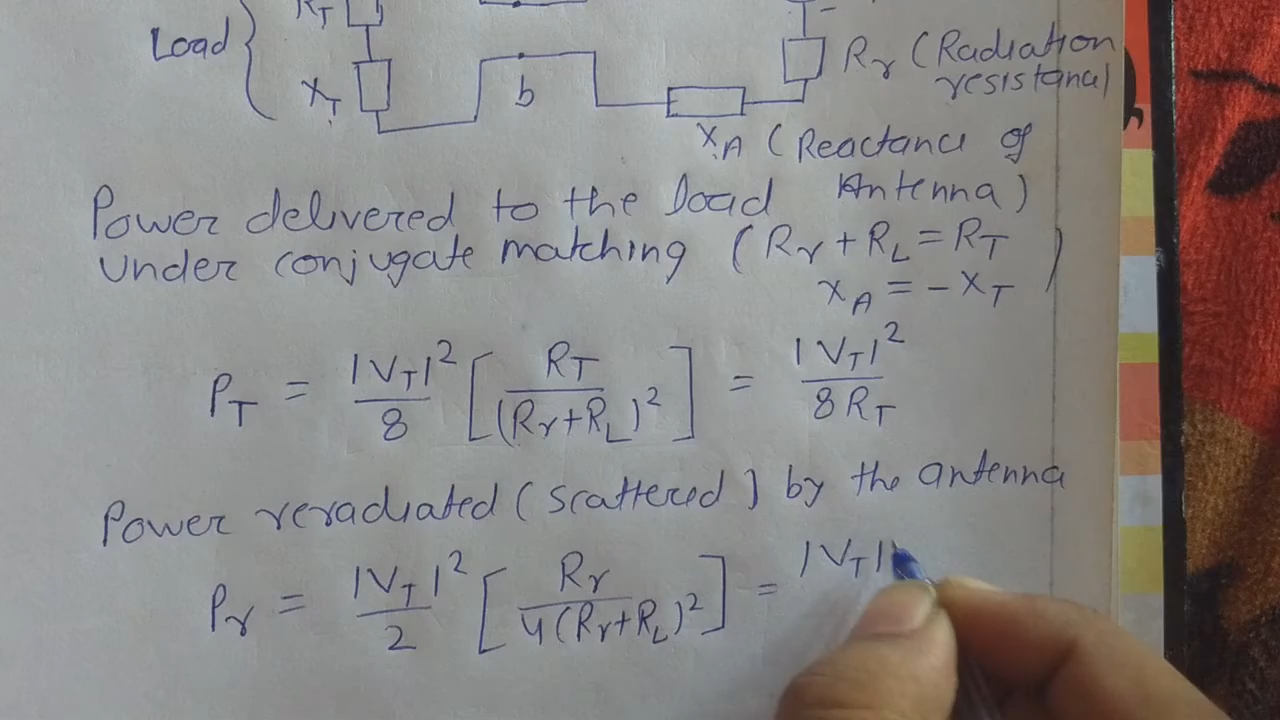 R_T
Load
X_T
b
R_r (Radiation
resistance)
X_A (Reactance of
Antenna)
Power delivered to the load
under conjugate matching (R_r + R_L = R_T
X_A = - X_T )
P_T = |V_T|²/8 [ R_T/(R_r+R_L)² ] = |V_T|²/8R_T
Power reradiated (scattered) by the antenna
P_r = |V_T|²/2 [ R_r/4(R_r+R_L)² ] = |V_T|